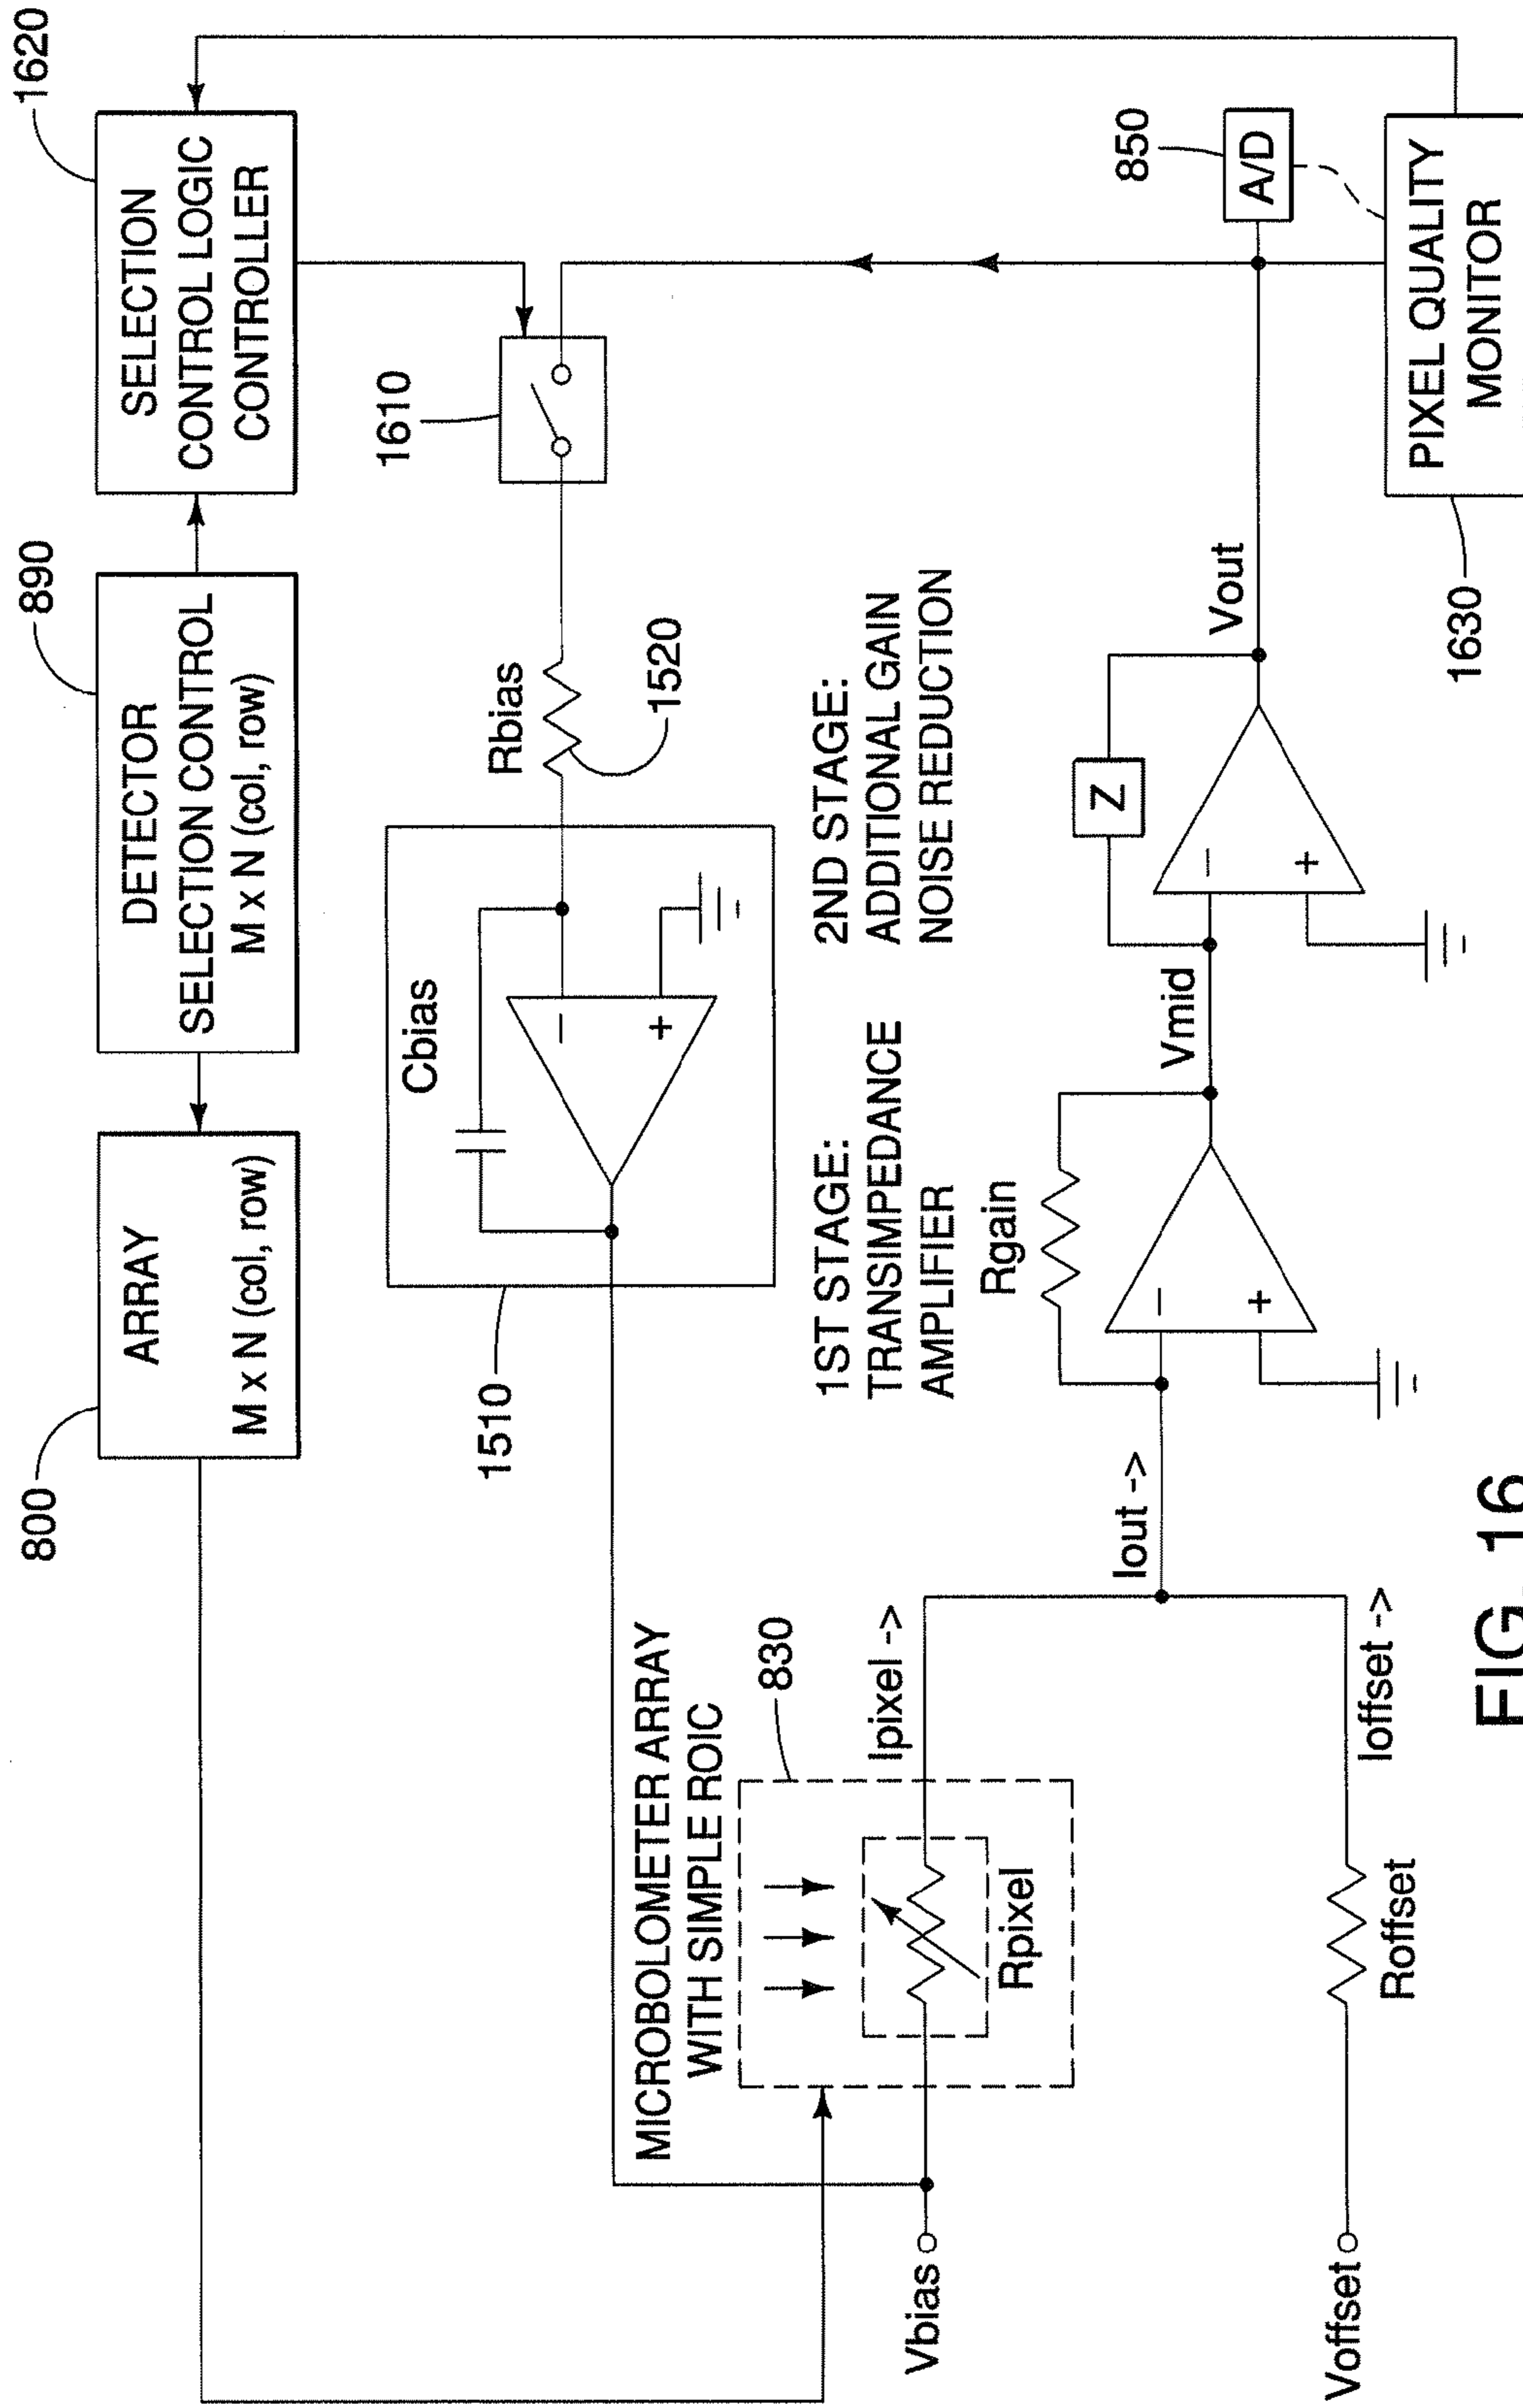 800
ARRAY
M x N (col, row)
890
DETECTOR
SELECTION CONTROL
M x N (col, row)
1620
SELECTION
CONTROL LOGIC
CONTROLLER
1510
Cbias
−
+
Rbias
1520
1610
MICROBOLOMETER ARRAY
WITH SIMPLE ROIC
830
Rpixel
Ipixel ->
Vbias
Voffset
Roffset
Ioffset ->
Iout ->
1ST STAGE:
TRANSIMPEDANCE
AMPLIFIER
Rgain
−
+
Vmid
2ND STAGE:
ADDITIONAL GAIN
NOISE REDUCTION
Z
−
+
Vout
850
A/D
1630
PIXEL QUALITY
MONITOR
FIG. 16